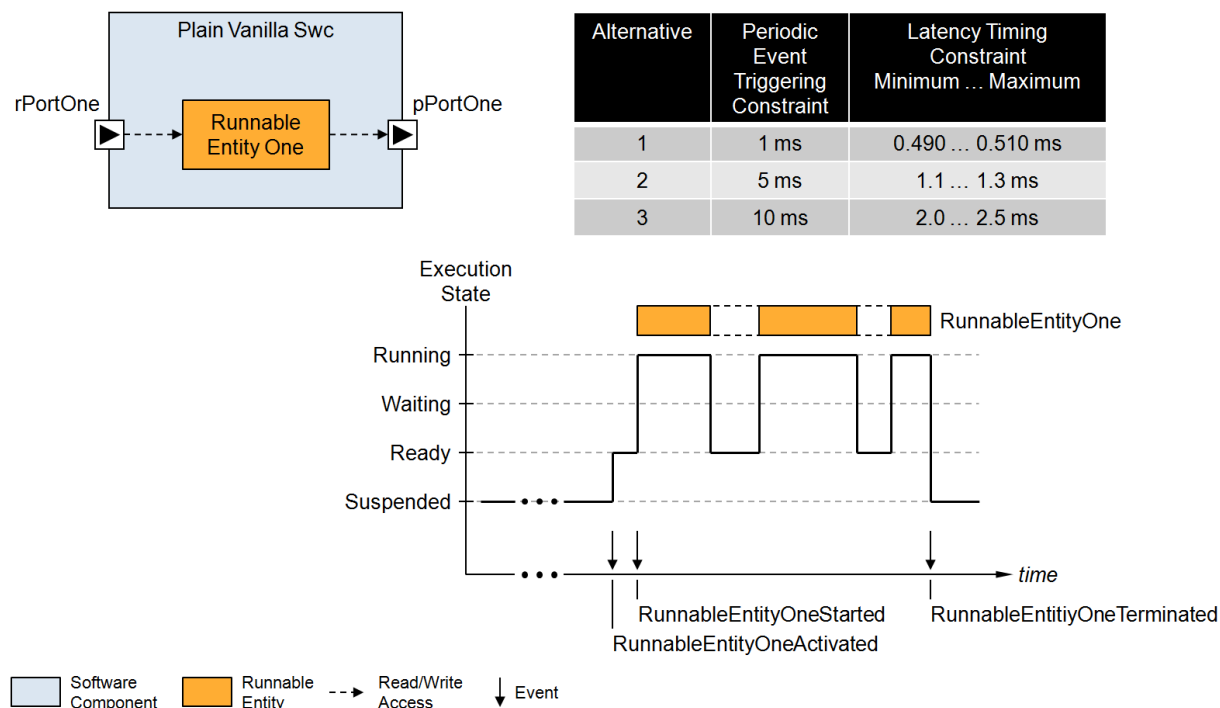 Plain Vanilla Swc
rPortOne
pPortOne
Runnable
Entity One
Alternative
Periodic
Event
Triggering
Constraint
Latency Timing
Constraint
Minimum … Maximum
1
1 ms
0.490 … 0.510 ms
2
5 ms
1.1 … 1.3 ms
3
10 ms
2.0 … 2.5 ms
Execution
State
RunnableEntityOne
Running
Waiting
Ready
Suspended
time
RunnableEntityOneStarted
RunnableEntitiyOneTerminated
RunnableEntityOneActivated
Software
Component
Runnable
Entity
Read/Write
Access
Event